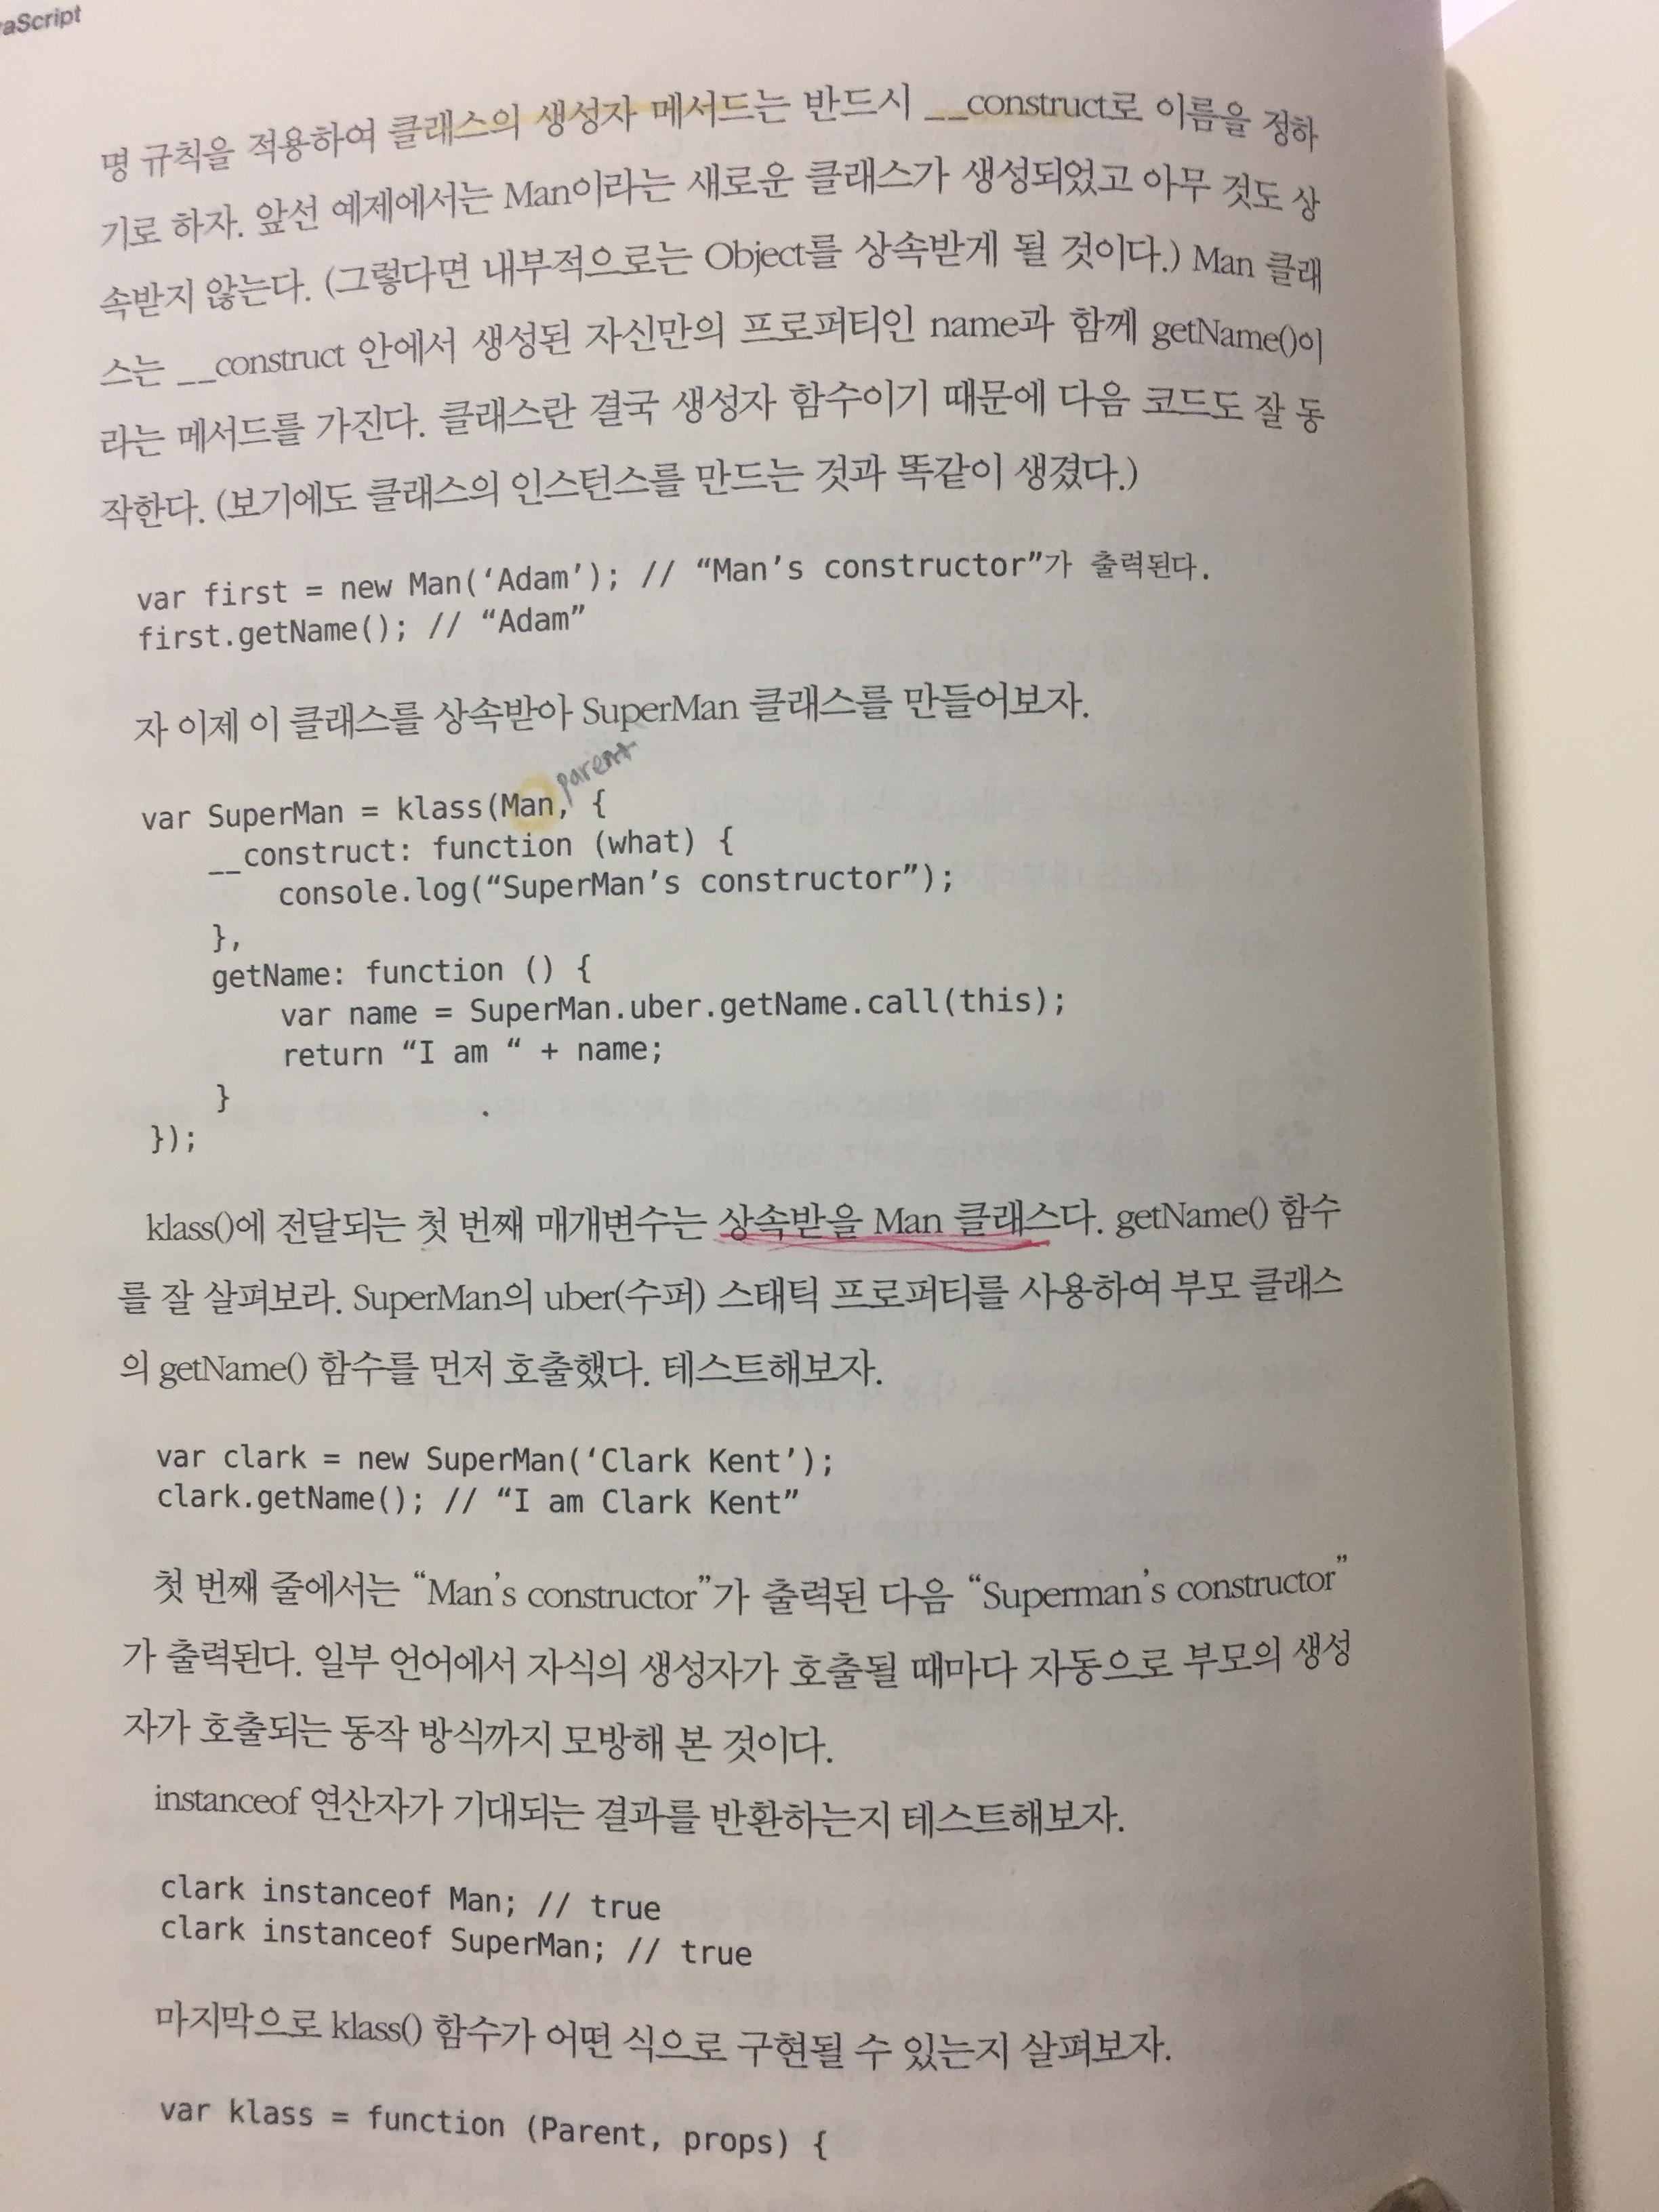 aScript
명 규칙을 적용하여 클래스의 생성자 메서드는 반드시 __construct로 이름을 정하
기로 하자. 앞선 예제에서는 Man이라는 새로운 클래스가 생성되었고 아무 것도 상
속받지 않는다. (그렇다면 내부적으로는 Object를 상속받게 될 것이다.) Man 클래
스는 __construct 안에서 생성된 자신만의 프로퍼티인 name과 함께 getName()이
라는 메서드를 가진다. 클래스란 결국 생성자 함수이기 때문에 다음 코드도 잘 동
작한다. (보기에도 클래스의 인스턴스를 만드는 것과 똑같이 생겼다.)
var first = new Man(‘Adam’); // “Man’s constructor”가 출력된다.
first.getName(); // “Adam”
자 이제 이 클래스를 상속받아 SuperMan 클래스를 만들어보자.
parent
var SuperMan = klass(Man, {
__construct: function (what) {
console.log(“SuperMan’s constructor”);
},
getName: function () {
var name = SuperMan.uber.getName.call(this);
return “I am “ + name;
}
});
klass()에 전달되는 첫 번째 매개변수는 상속받을 Man 클래스다. getName() 함수
를 잘 살펴보라. SuperMan의 uber(수퍼) 스태틱 프로퍼티를 사용하여 부모 클래스
의 getName() 함수를 먼저 호출했다. 테스트해보자.
var clark = new SuperMan(‘Clark Kent’);
clark.getName(); // “I am Clark Kent”
첫 번째 줄에서는 “Man’s constructor”가 출력된 다음 “Superman’s constructor”
가 출력된다. 일부 언어에서 자식의 생성자가 호출될 때마다 자동으로 부모의 생성
자가 호출되는 동작 방식까지 모방해 본 것이다.
instanceof 연산자가 기대되는 결과를 반환하는지 테스트해보자.
clark instanceof Man; // true
clark instanceof SuperMan; // true
마지막으로 klass() 함수가 어떤 식으로 구현될 수 있는지 살펴보자.
var klass = function (Parent, props) {